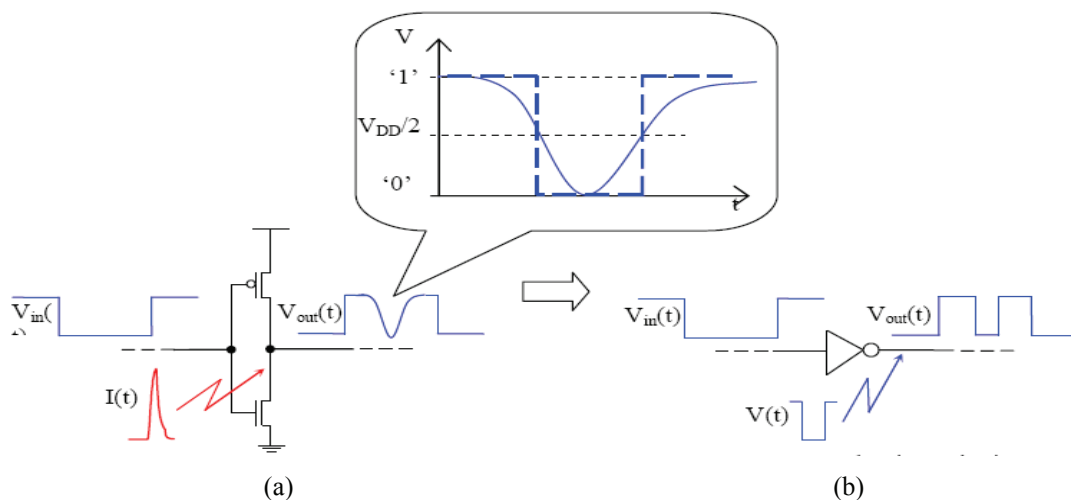 V
‘1’
V_DD/2
‘0’
t
V_in(
t)
V_out(t)
I(t)
V_in(t)
V_out(t)
V(t)
(a)
(b)